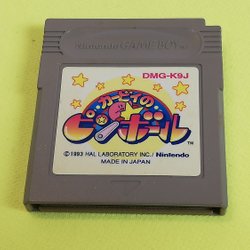 Nintendo GAME BOY
DMG-K9J
カービィの
ピンボール
© 1993 HAL LABORATORY INC./ Nintendo
MADE IN JAPAN